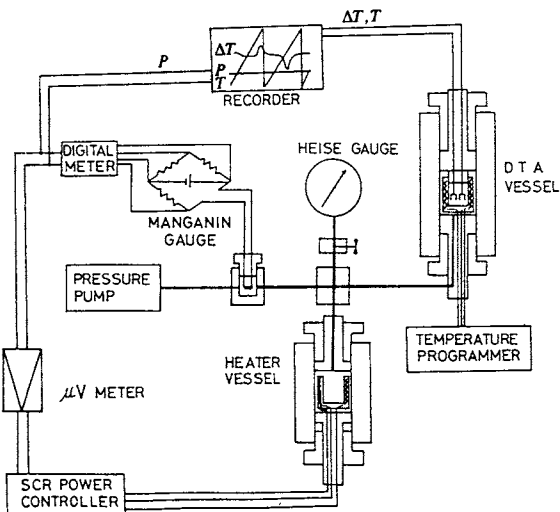 ΔT, T
P
ΔT
P
T
RECORDER
DIGITAL
METER
HEISE GAUGE
DTA
VESSEL
MANGANIN
GAUGE
PRESSURE
PUMP
TEMPERATURE
PROGRAMMER
HEATER
VESSEL
μV METER
SCR POWER
CONTROLLER